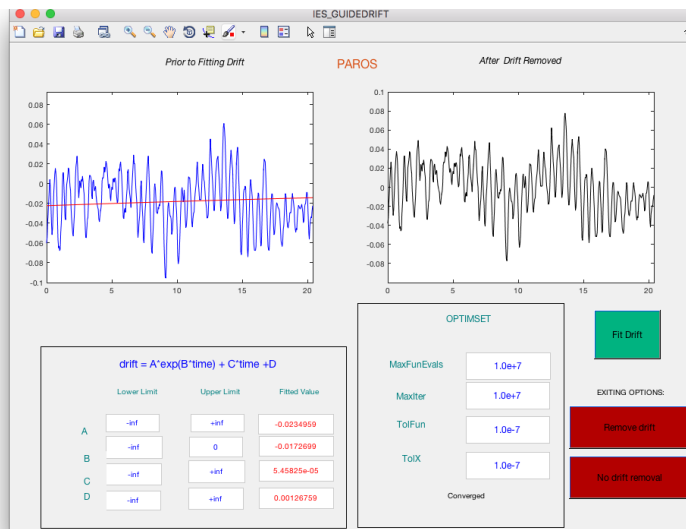 IES_GUIDEDRIFT
Prior to Fitting Drift
PAROS
After Drift Removed
0.08
0.06
0.04
0.02
0
-0.02
-0.04
-0.06
-0.08
-0.1
0
5
10
15
20
0.1
0.08
0.06
0.04
0.02
0
-0.02
-0.04
-0.06
-0.08
0
5
10
15
20
drift = A*exp(B*time) + C*time +D
Lower Limit Upper Limit Fitted Value
A -inf +inf -0.0234959
B -inf 0 -0.0172699
C -inf +inf 5.45825e-05
D -inf +inf 0.00126759
OPTIMSET
MaxFunEvals 1.0e+7
MaxIter 1.0e+7
TolFun 1.0e-7
TolX 1.0e-7
Converged
Fit Drift
EXITING OPTIONS:
Remove drift
No drift removal